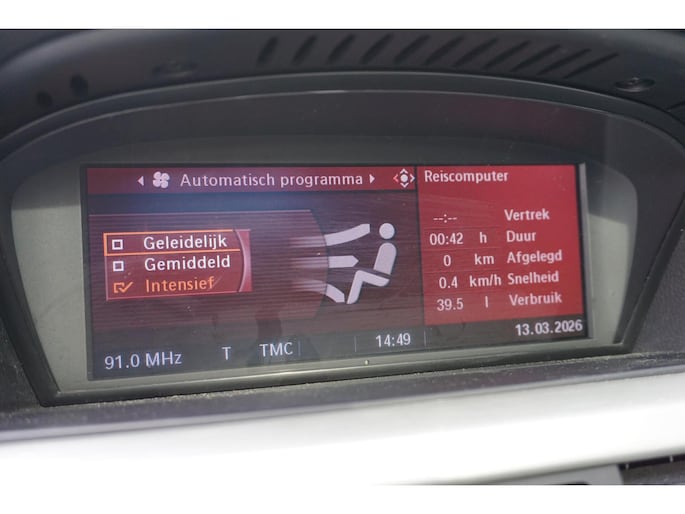 Automatisch programma
Geleidelijk
Gemiddeld
Intensief
Reiscomputer
--:-- Vertrek
00:42 h Duur
0 km Afgelegd
0.4 km/h Snelheid
39.5 l Verbruik
13.03.2026
91.0 MHz T TMC 14:49